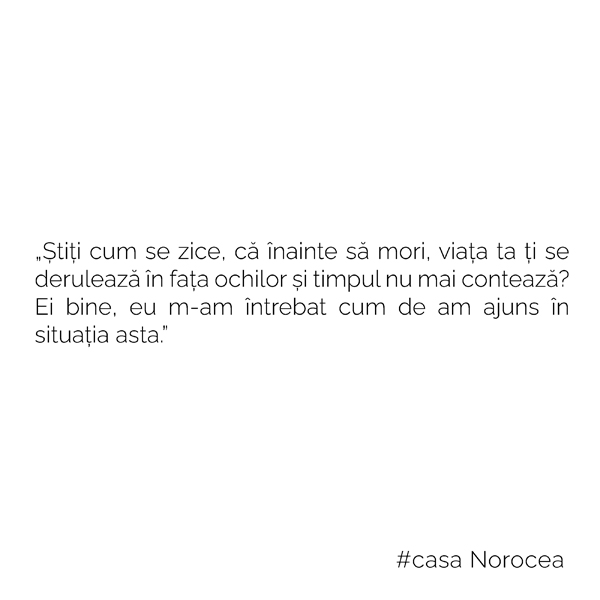 „Știți cum se zice, că înainte să mori, viața ta ți se
derulează în fața ochilor și timpul nu mai contează?
Ei bine, eu m-am întrebat cum de am ajuns în
situația asta.”
#casa Norocea